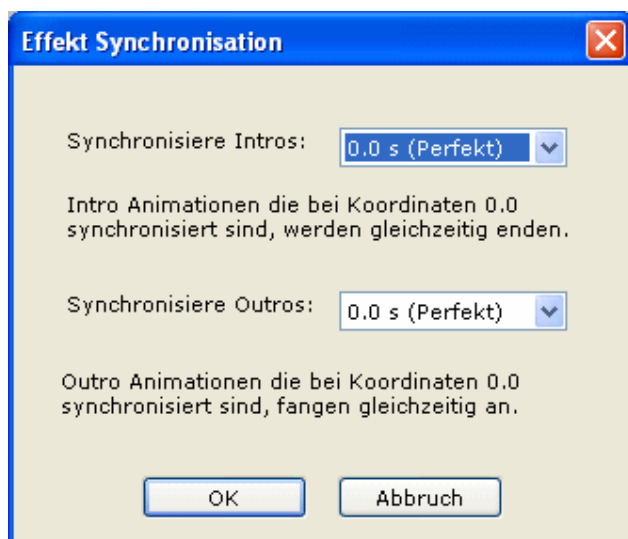 Effekt Synchronisation
Synchronisiere Intros: 0.0 s (Perfekt)
Intro Animationen die bei Koordinaten 0.0
synchronisiert sind, werden gleichzeitig enden.
Synchronisiere Outros: 0.0 s (Perfekt)
Outro Animationen die bei Koordinaten 0.0
synchronisiert sind, fangen gleichzeitig an.
OK Abbruch